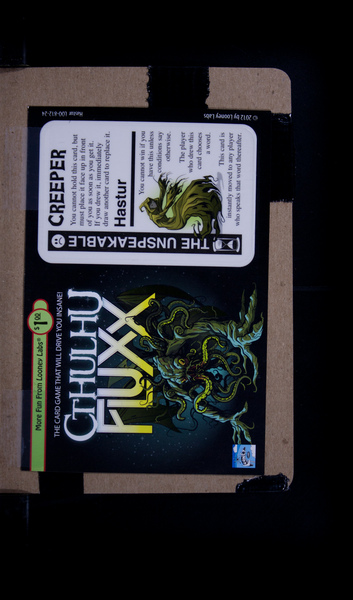 More Fun From Looney Labs® $1.00
THE CARD GAME THAT WILL DRIVE YOU INSANE!
CTHULHU
FLUXX
THE UNSPEAKABLE
CREEPER
You cannot hold this card, but
must place it face up in front
of you as soon as you get it.
If you drew it, immediately
draw another card to replace it.
Hastur
You cannot win if you
have this unless
conditions say
otherwise.
The player
who drew this
card chooses
a word.
This card is
instantly moved to any player
who speaks that word thereafter.
Hastur LOO-812-24
© 2012 by Looney Labs